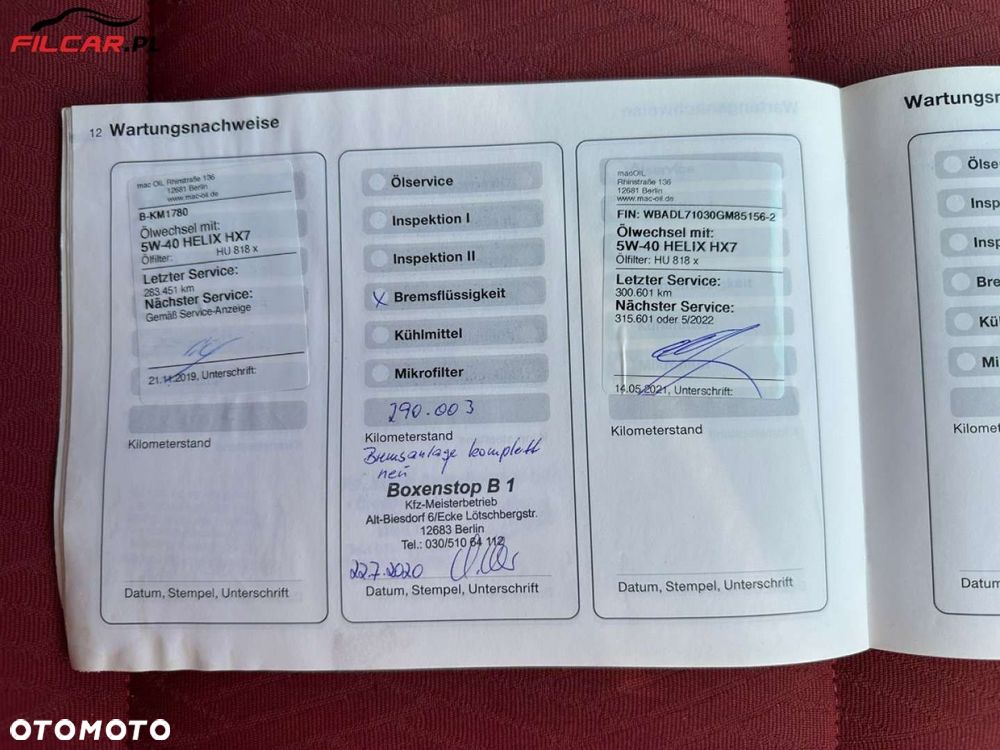 FILCAR.PL
12 Wartungsnachweise
mac OIL Rhinstraße 136
12681 Berlin
www.mac-oil.de
B-KM1780
Ölwechsel mit:
5W-40 HELIX HX7
Ölfilter: HU 818 x
Letzter Service:
283.451 km
Nächster Service:
Gemäß Service-Anzeige
21.11.2019, Unterschrift:
Kilometerstand
Datum, Stempel, Unterschrift
Ölservice
Inspektion I
Inspektion II
x Bremsflüssigkeit
Kühlmittel
Mikrofilter
290.003
Kilometerstand
Bremsanlage komplett
neu
Boxenstop B 1
Kfz-Meisterbetrieb
Alt-Biesdorf 6/Ecke Lötschbergstr.
12683 Berlin
Tel.: 030/510 64 112
22.7.2020
Datum, Stempel, Unterschrift
macOIL
Rhinstraße 136
12681 Berlin
www.mac-oil.de
FIN: WBADL71030GM85156-2
Ölwechsel mit:
5W-40 HELIX HX7
Ölfilter: HU 818 x
Letzter Service:
300.601 km
Nächster Service:
315.601 oder 5/2022
14.05.2021, Unterschrift:
Kilometerstand
Datum, Stempel, Unterschrift
Wartungsn
Ölse
Insp
Insp
Bre
Kü
Mi
Kilomet
Datum
OTOMOTO